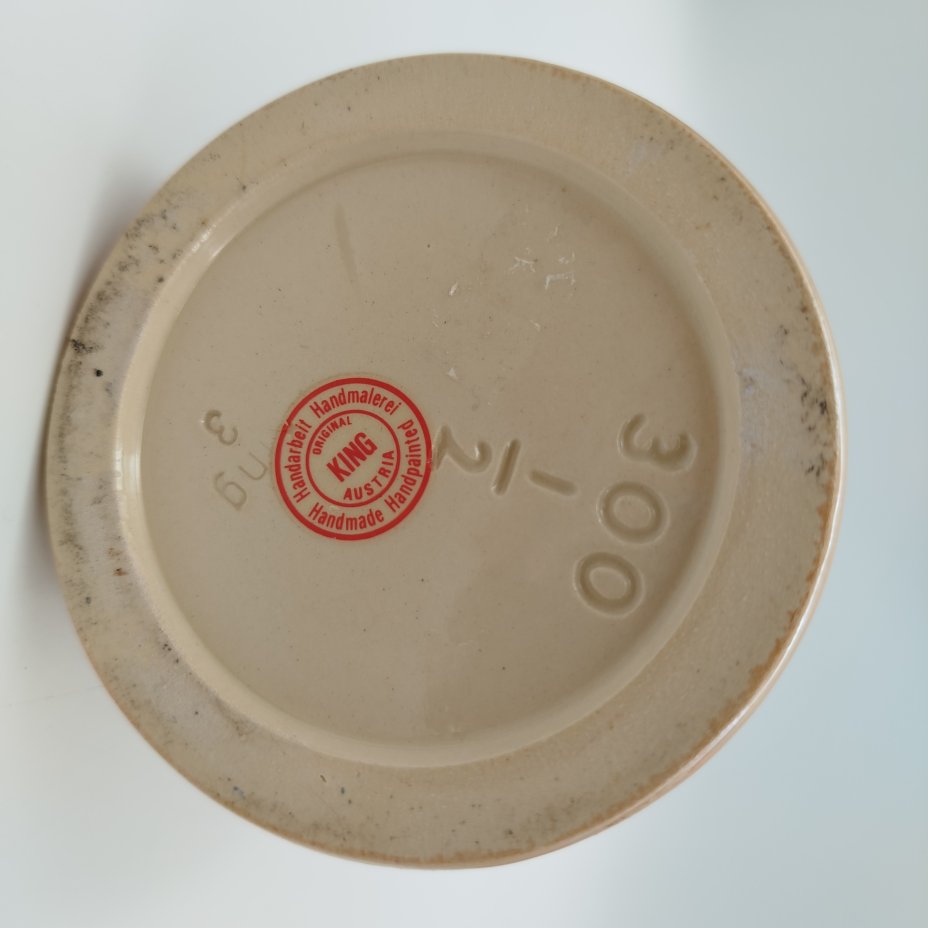 300
1/2
Handarbeit Handmalerei
Handmade Handpainted
ORIGINAL
KING
AUSTRIA
3